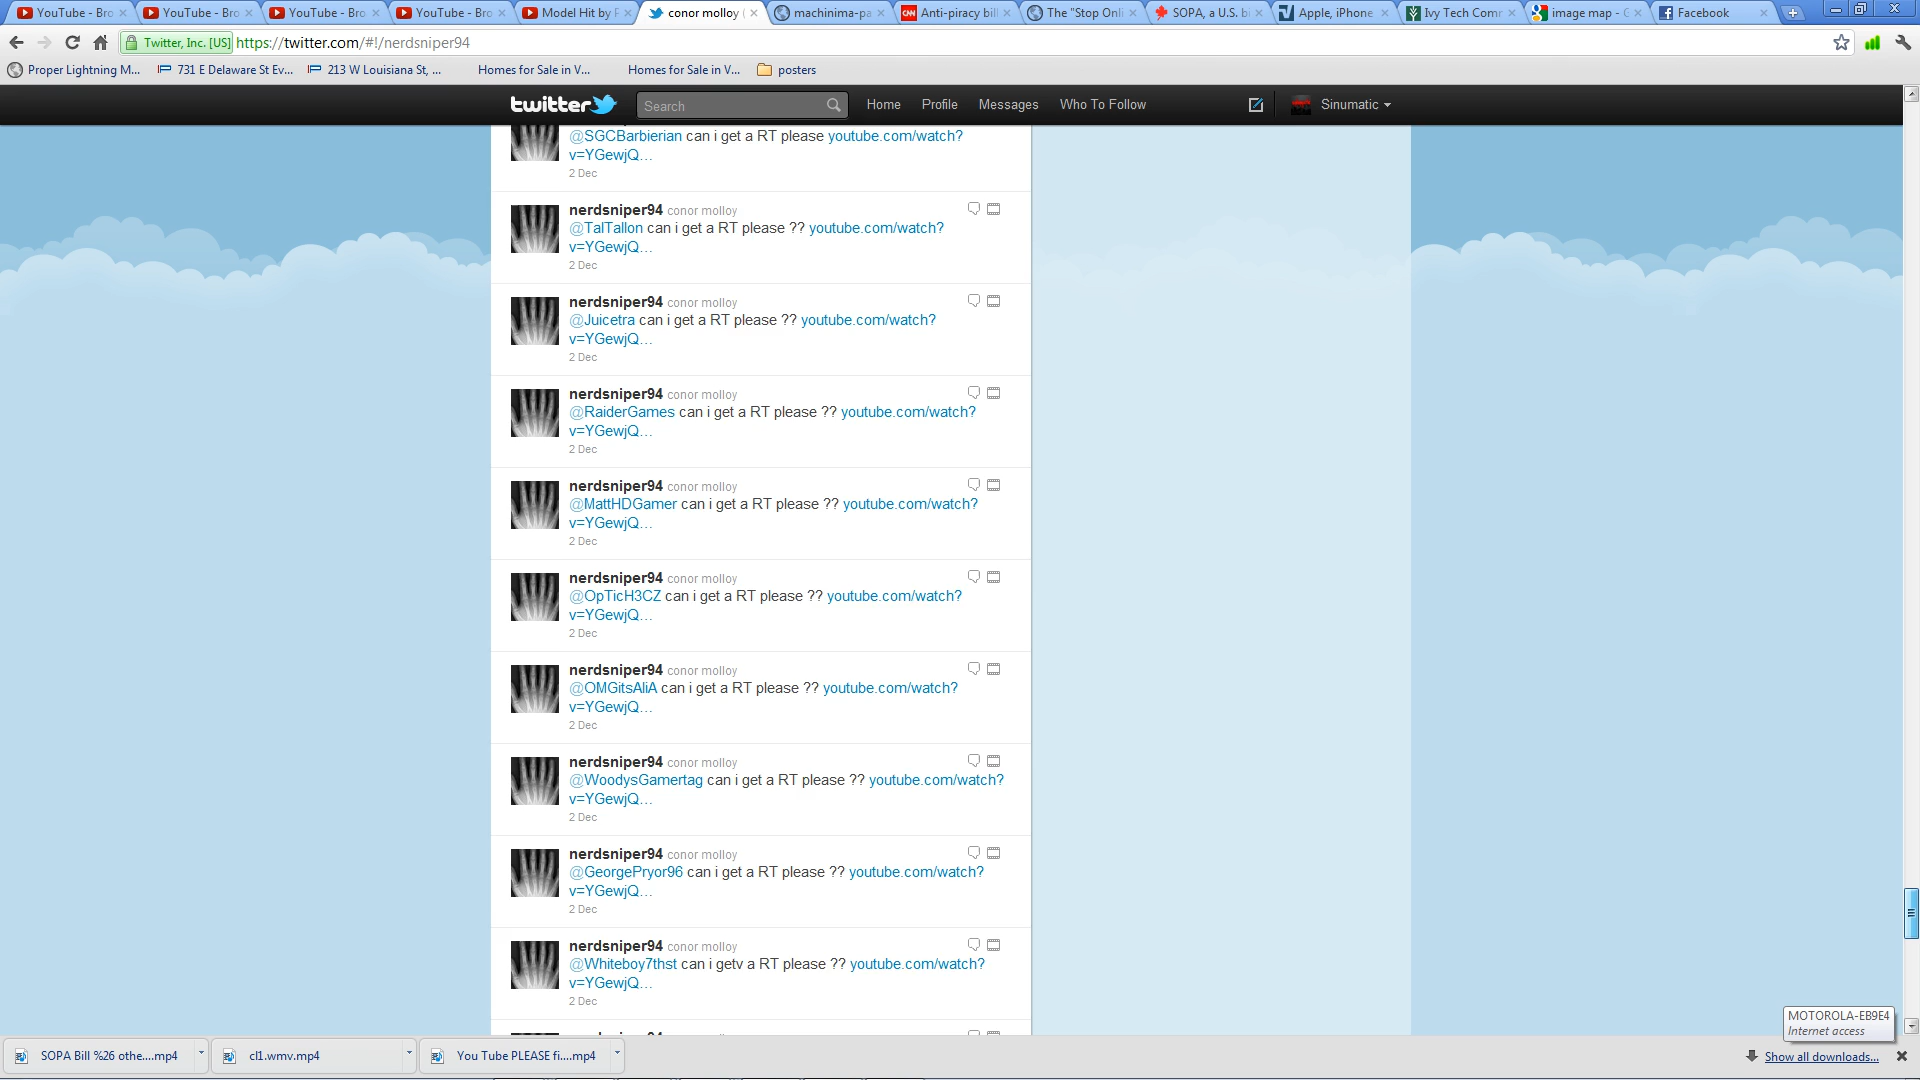 YouTube - Bro
YouTube - Bro
YouTube - Bro
YouTube - Bro
Model Hit by
conor molloy (
machinima-pa
CNN Anti-piracy bill
The "Stop Onli
SOPA, a U.S. bi
Apple, iPhone
Ivy Tech Comr
image map - G
Facebook
Twitter, Inc. [US] https://twitter.com/#!/nerdsniper94
Proper Lightning M...
731 E Delaware St Ev...
213 W Louisiana St, ...
Homes for Sale in V...
Homes for Sale in V...
posters
twitter Search Home Profile Messages Who To Follow Sinumatic
@SGCBarbierian can i get a RT please youtube.com/watch?
v=YGewjQ…
2 Dec
nerdsniper94 conor molloy
@TalTallon can i get a RT please ?? youtube.com/watch?
v=YGewjQ…
2 Dec
nerdsniper94 conor molloy
@Juicetra can i get a RT please ?? youtube.com/watch?
v=YGewjQ…
2 Dec
nerdsniper94 conor molloy
@RaiderGames can i get a RT please ?? youtube.com/watch?
v=YGewjQ…
2 Dec
nerdsniper94 conor molloy
@MattHDGamer can i get a RT please ?? youtube.com/watch?
v=YGewjQ…
2 Dec
nerdsniper94 conor molloy
@OpTicH3CZ can i get a RT please ?? youtube.com/watch?
v=YGewjQ…
2 Dec
nerdsniper94 conor molloy
@OMGitsAliA can i get a RT please ?? youtube.com/watch?
v=YGewjQ…
2 Dec
nerdsniper94 conor molloy
@WoodysGamertag can i get a RT please ?? youtube.com/watch?
v=YGewjQ…
2 Dec
nerdsniper94 conor molloy
@GeorgePryor96 can i get a RT please ?? youtube.com/watch?
v=YGewjQ…
2 Dec
nerdsniper94 conor molloy
@Whiteboy7thst can i getv a RT please ?? youtube.com/watch?
v=YGewjQ…
2 Dec
MOTOROLA-EB9E4
Internet access
SOPA Bill %26 othe....mp4
cl1.wmv.mp4
You Tube PLEASE fi....mp4
Show all downloads...